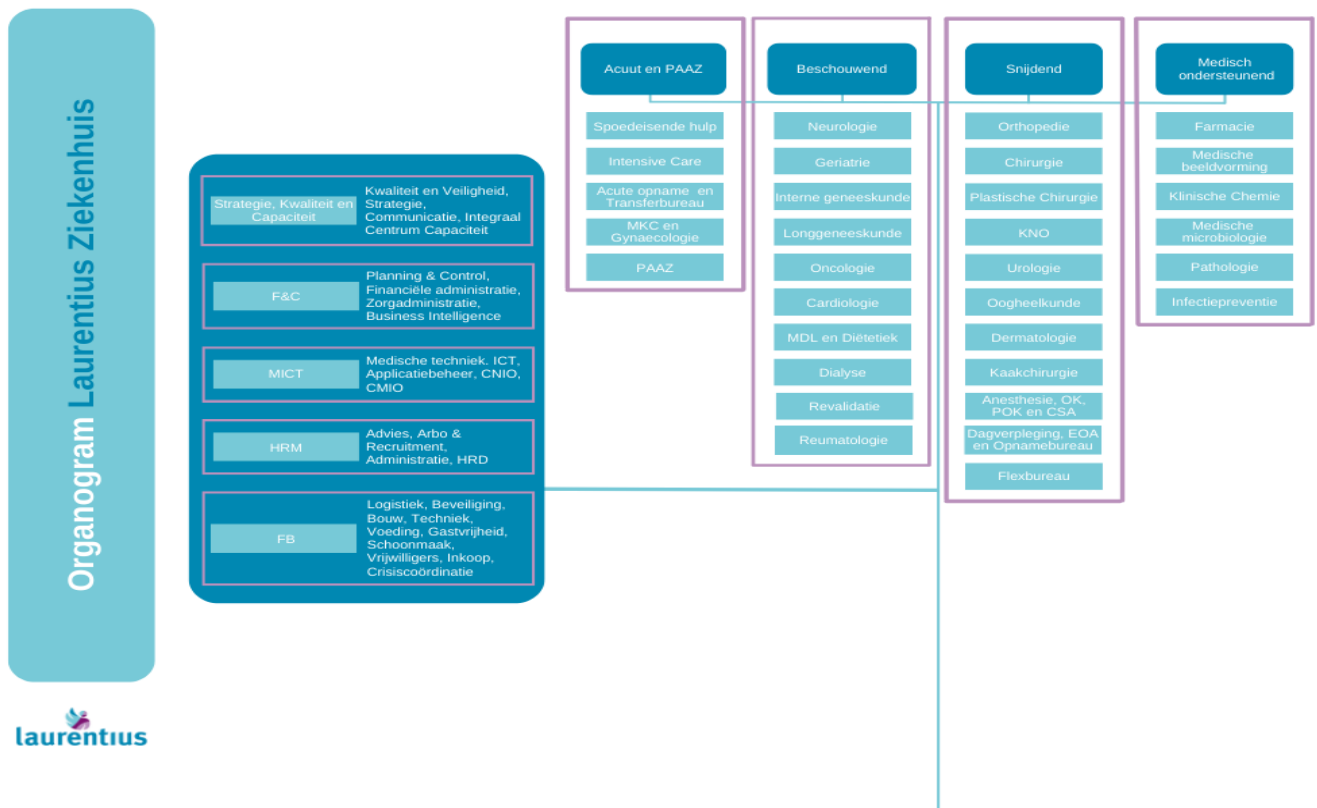 Organogram Laurentius Ziekenhuis
laurentius
Strategie, Kwaliteit en
Capaciteit
Kwaliteit en Veiligheid,
Strategie,
Communicatie, Integraal
Centrum Capaciteit
F&C
Planning & Control,
Financiële administratie,
Zorgadministratie,
Business Intelligence
MICT
Medische techniek. ICT,
Applicatiebeheer, CNIO,
CMIO
HRM
Advies, Arbo &
Recruitment,
Administratie, HRD
FB
Logistiek, Beveiliging,
Bouw, Techniek,
Voeding, Gastvrijheid,
Schoonmaak,
Vrijwilligers, Inkoop,
Crisiscoördinatie
Acuut en PAAZ
Spoedeisende hulp
Intensive Care
Acute opname en
Transferbureau
MKC en
Gynaecologie
PAAZ
Beschouwend
Neurologie
Geriatrie
Interne geneeskunde
Longgeneeskunde
Oncologie
Cardiologie
MDL en Diëtetiek
Dialyse
Revalidatie
Reumatologie
Snijdend
Orthopedie
Chirurgie
Plastische Chirurgie
KNO
Urologie
Oogheelkunde
Dermatologie
Kaakchirurgie
Anesthesie, OK,
POK en CSA
Dagverpleging, EOA
en Opnamebureau
Flexbureau
Medisch
ondersteunend
Farmacie
Medische
beeldvorming
Klinische Chemie
Medische
microbiologie
Pathologie
Infectiepreventie